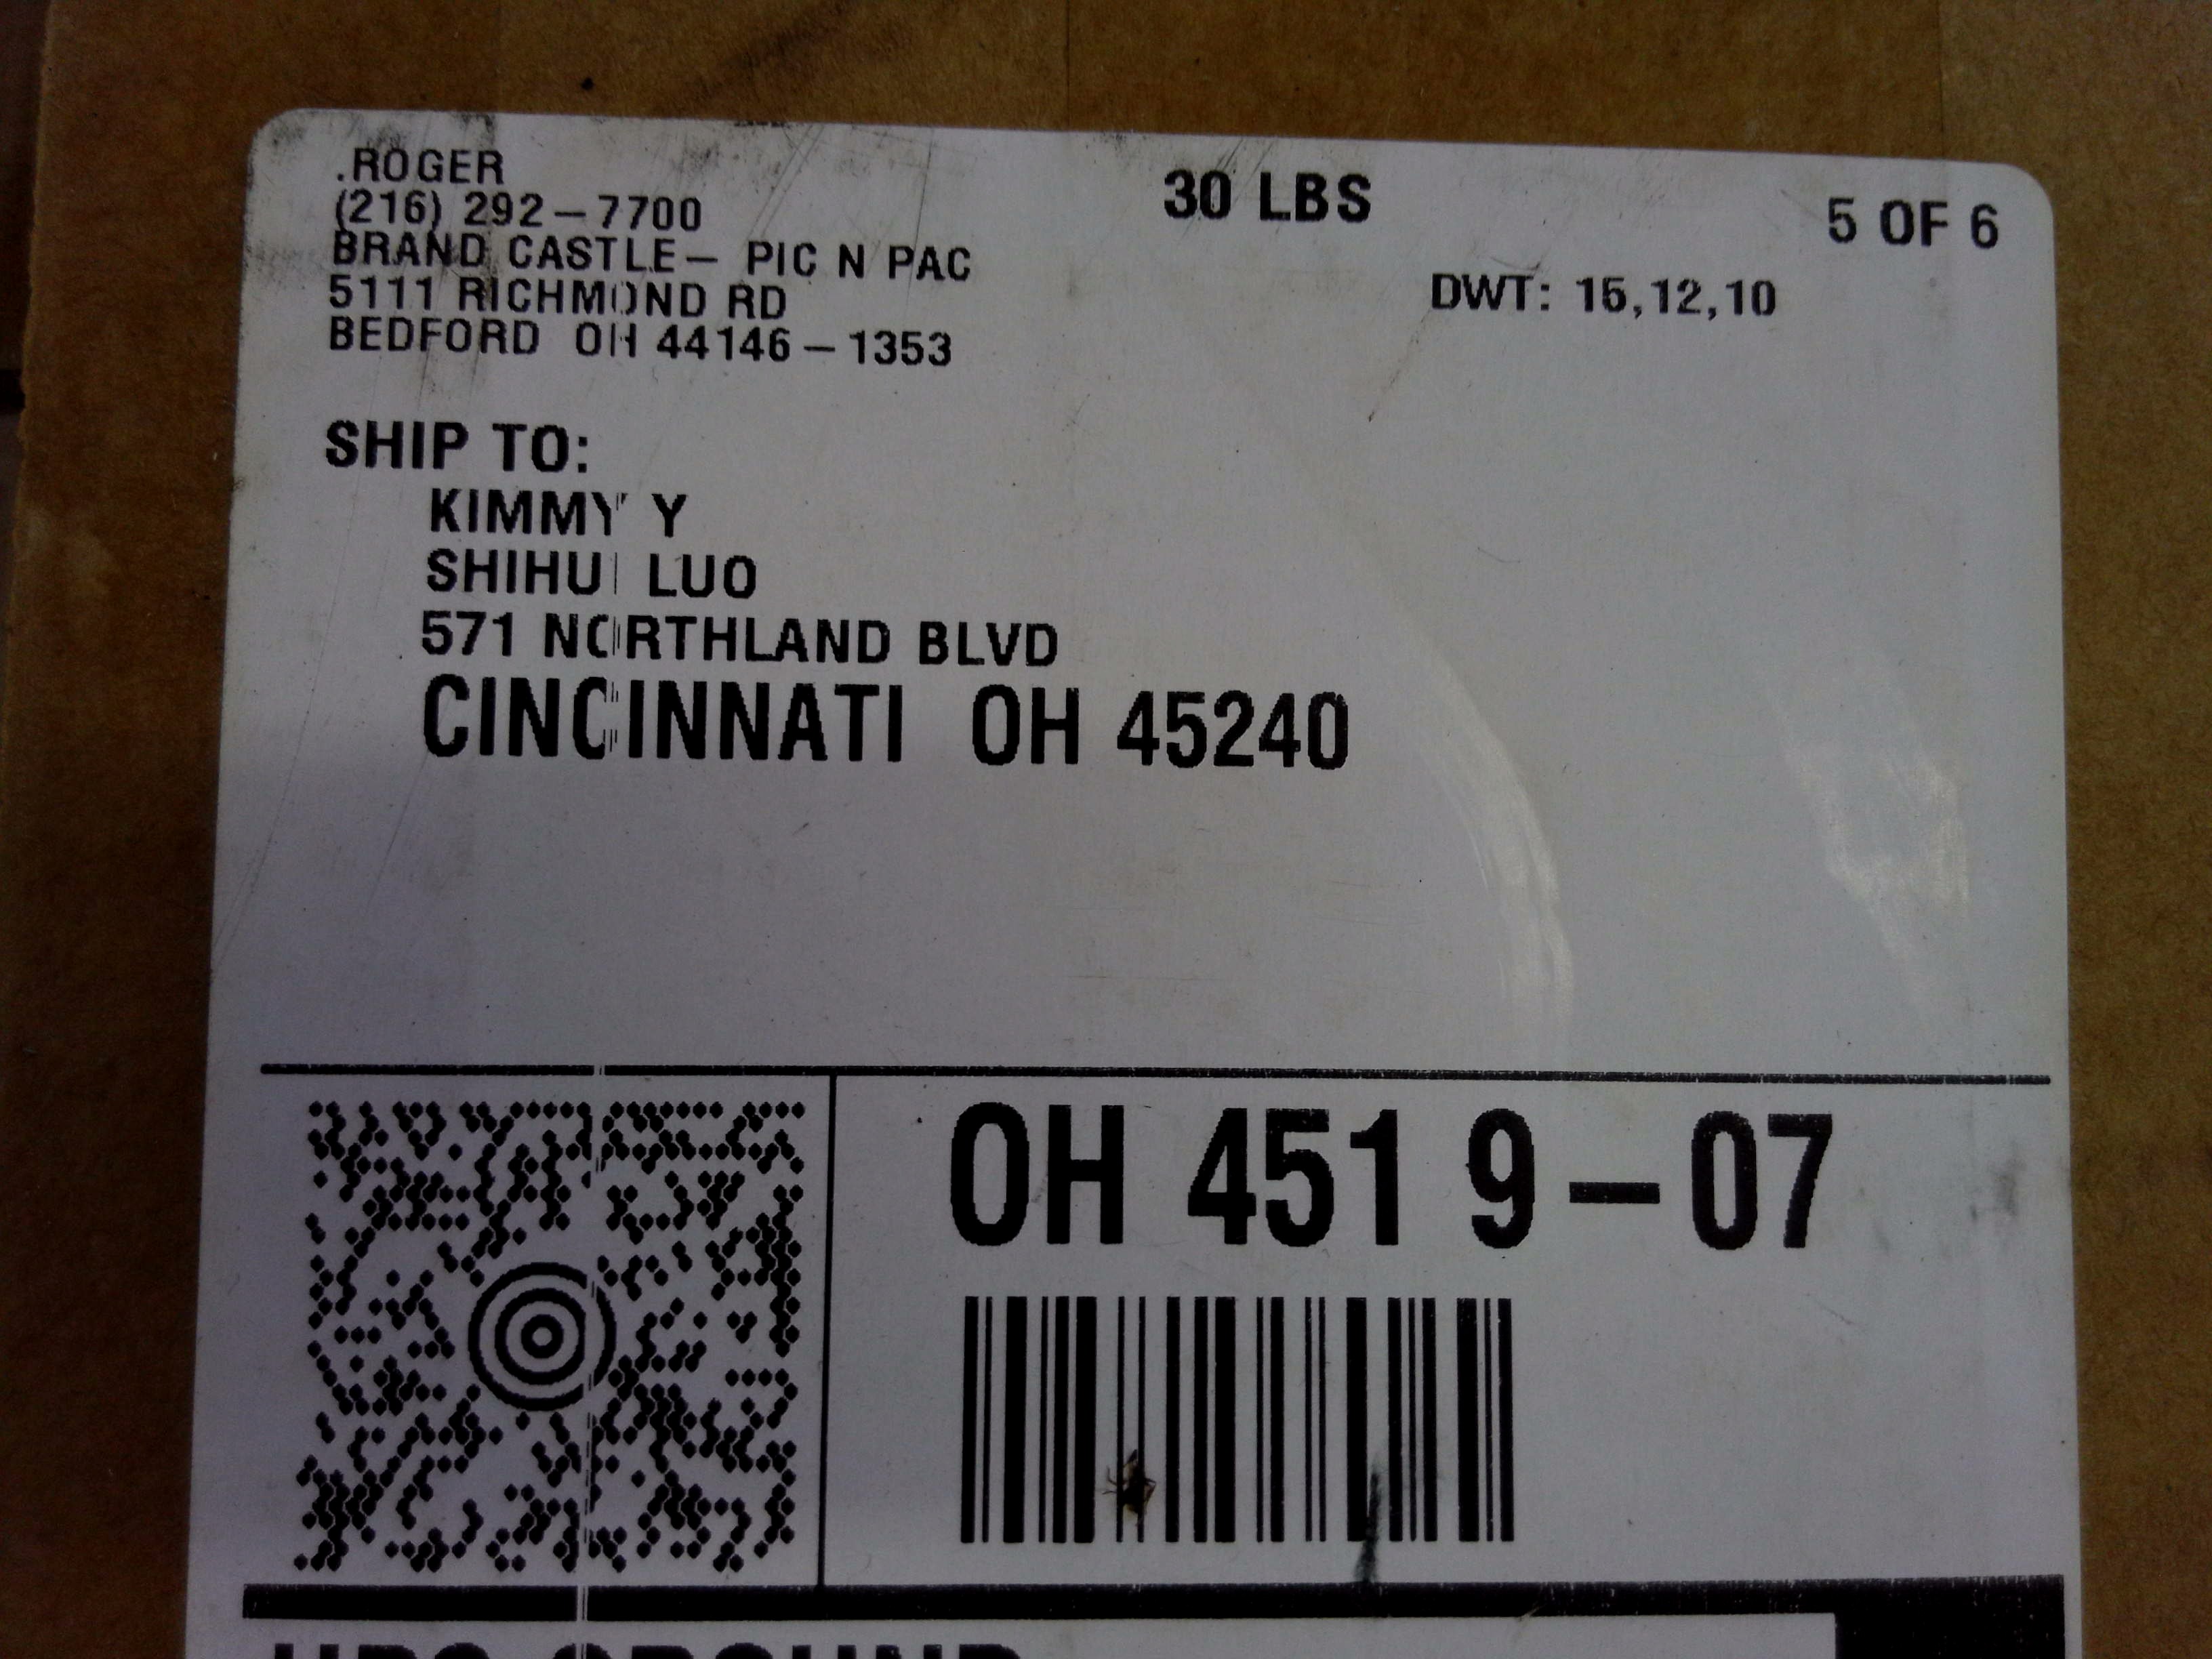 .ROGER
(216) 292-7700
BRAND CASTLE- PIC N PAC
5111 RICHMOND RD
BEDFORD OH 44146-1353
30 LBS
5 OF 6
DWT: 15,12,10
SHIP TO:
KIMMY Y
SHIHUI LUO
571 NORTHLAND BLVD
CINCINNATI OH 45240
OH 451 9-07
UPS GROUND